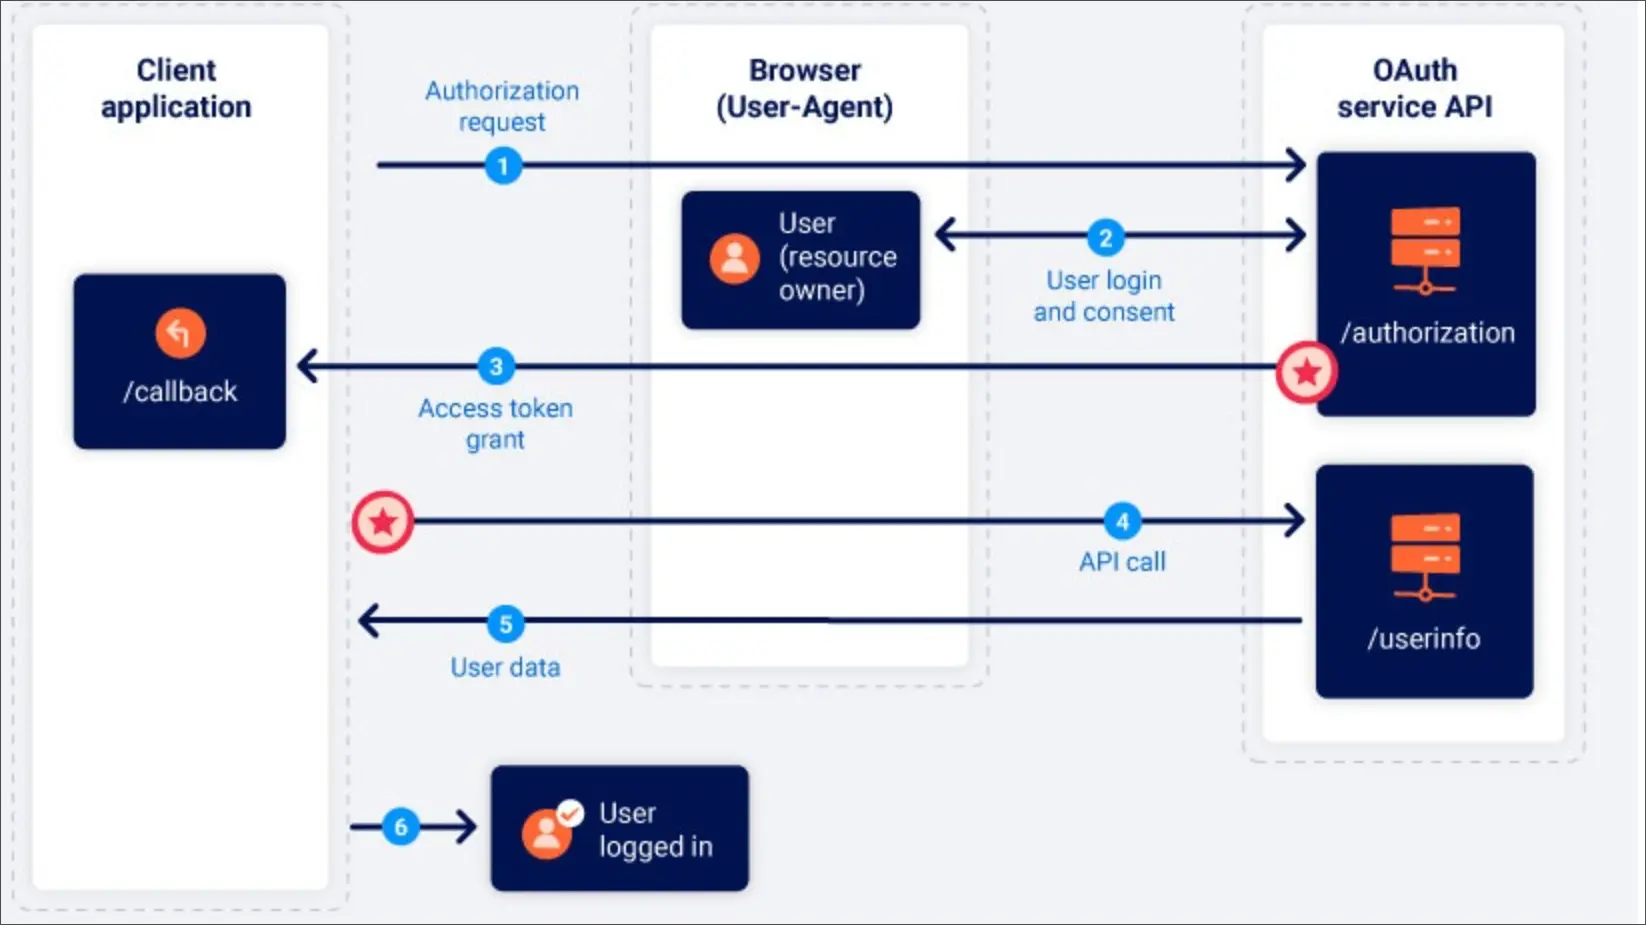 Client
application
Browser
(User-Agent)
OAuth
service API
Authorization
request
1
User
(resource
owner)
2
User login
and consent
/authorization
/callback
3
Access token
grant
4
API call
5
User data
/userinfo
6
User
logged in